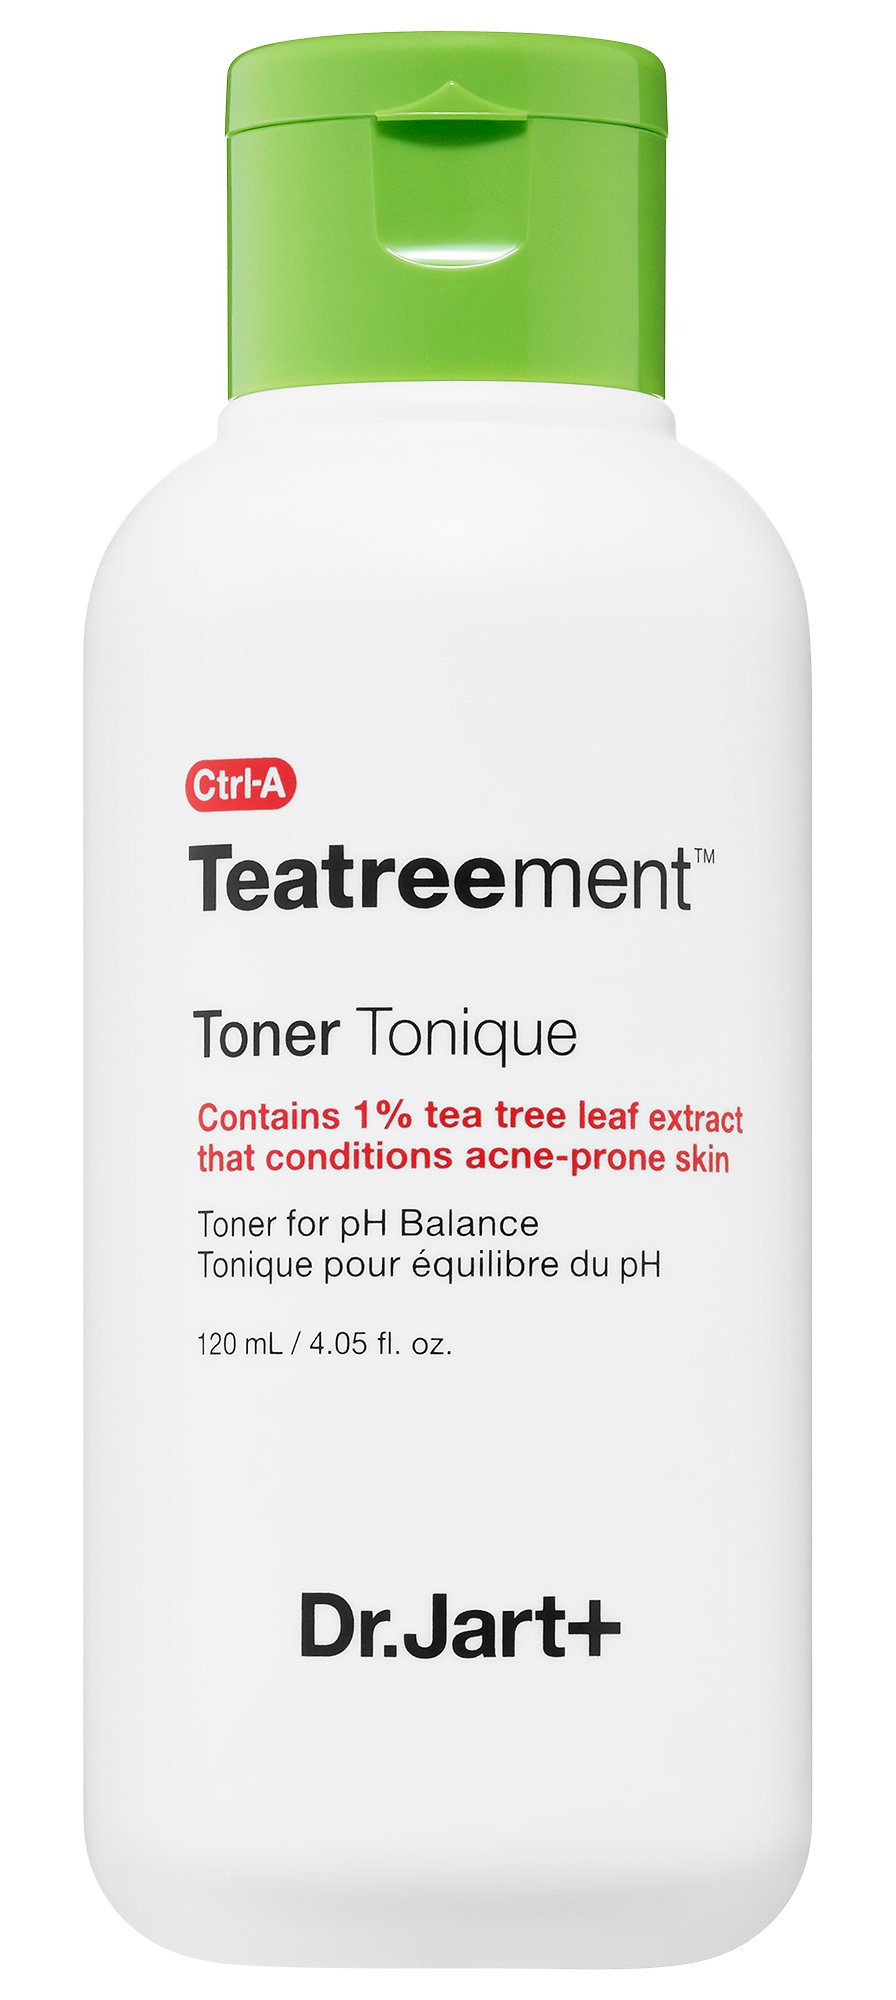 Ctrl-A
Teatreement™
Toner Tonique
Contains 1% tea tree leaf extract
that conditions acne-prone skin
Toner for pH Balance
Tonique pour équilibre du pH
120 mL / 4.05 fl. oz.
Dr.Jart+